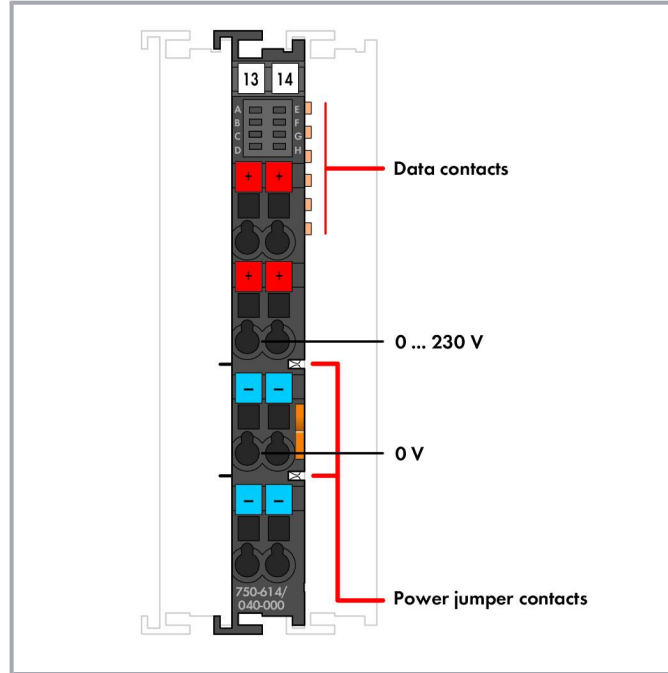 13 14
A E
B F
C G
D H
+ +
Data contacts
+ +
0 ... 230 V
− −
0 V
− −
750-614/
040-000
Power jumper contacts